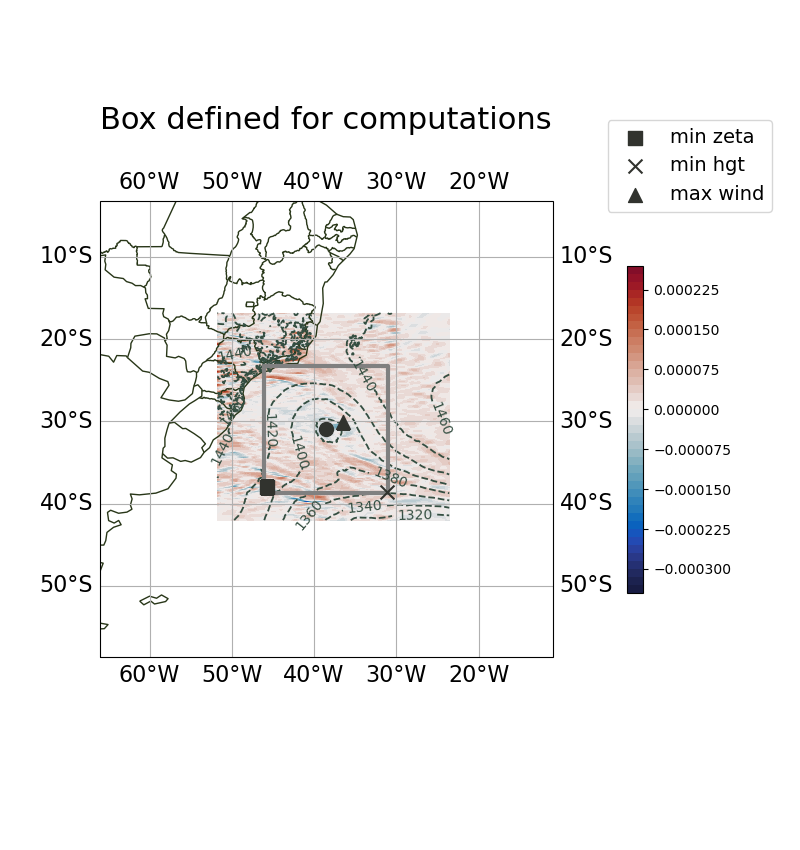 Box defined for computations
min zeta
min hgt
max wind
60°W 50°W 40°W 30°W 20°W
10°S 10°S
20°S 20°S
30°S 30°S
40°S 40°S
50°S 50°S
60°W 50°W 40°W 30°W 20°W
1440
1440
1460
1420
1440
1400
1380
1360
1340
1320
0.000225
0.000150
0.000075
0.000000
−0.000075
−0.000150
−0.000225
−0.000300